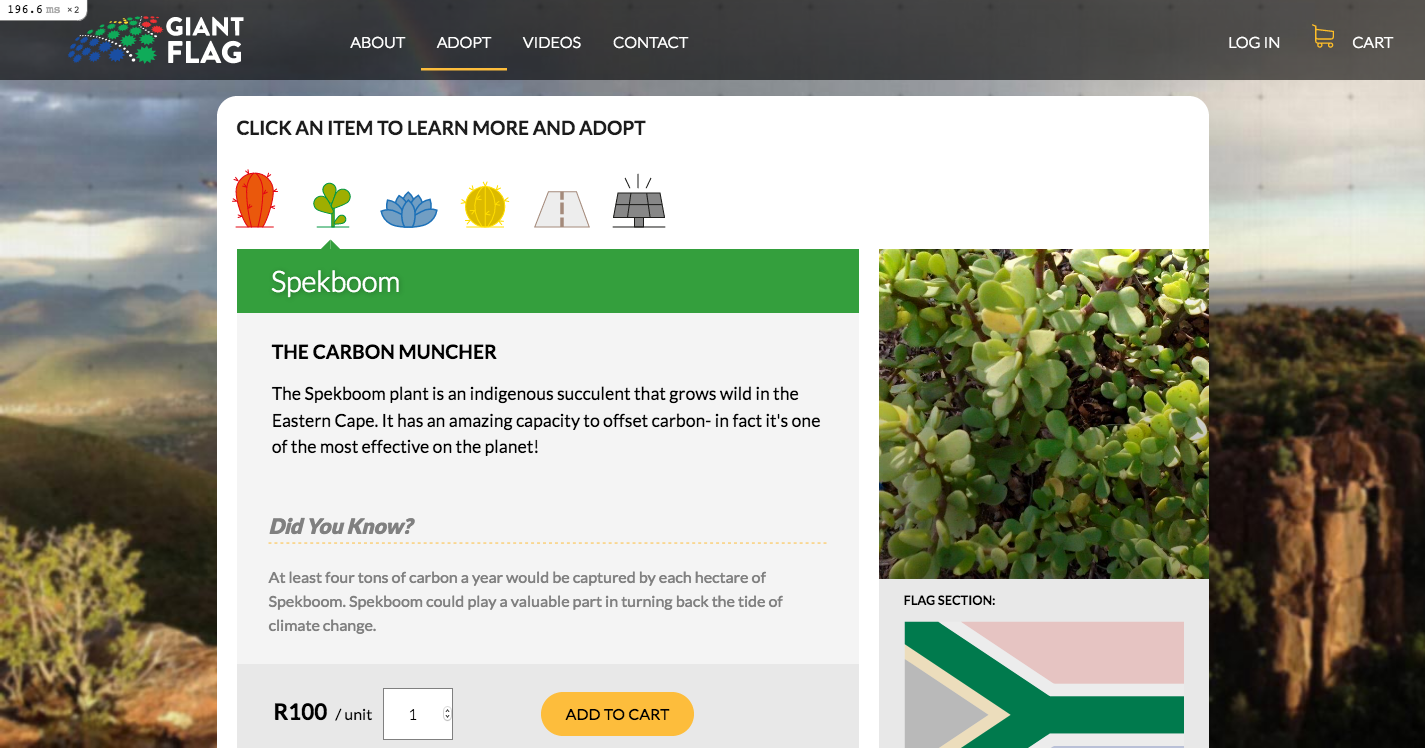 196.6 ms ×2
GIANT
FLAG
ABOUT ADOPT VIDEOS CONTACT LOG IN CART
CLICK AN ITEM TO LEARN MORE AND ADOPT
Spekboom
THE CARBON MUNCHER
The Spekboom plant is an indigenous succulent that grows wild in the
Eastern Cape. It has an amazing capacity to offset carbon- in fact it's one
of the most effective on the planet!
Did You Know?
At least four tons of carbon a year would be captured by each hectare of
Spekboom. Spekboom could play a valuable part in turning back the tide of
climate change.
R100 / unit 1 ADD TO CART
FLAG SECTION: